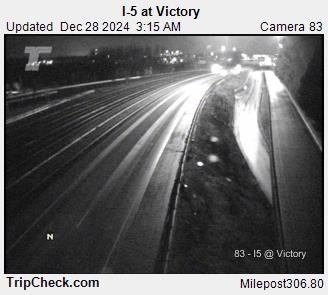 I-5 at Victory
Updated  Dec 28 2024  3:15 AM
Camera 83
T
N
83 - I5 @ Victory
TripCheck.com
Milepost306.80